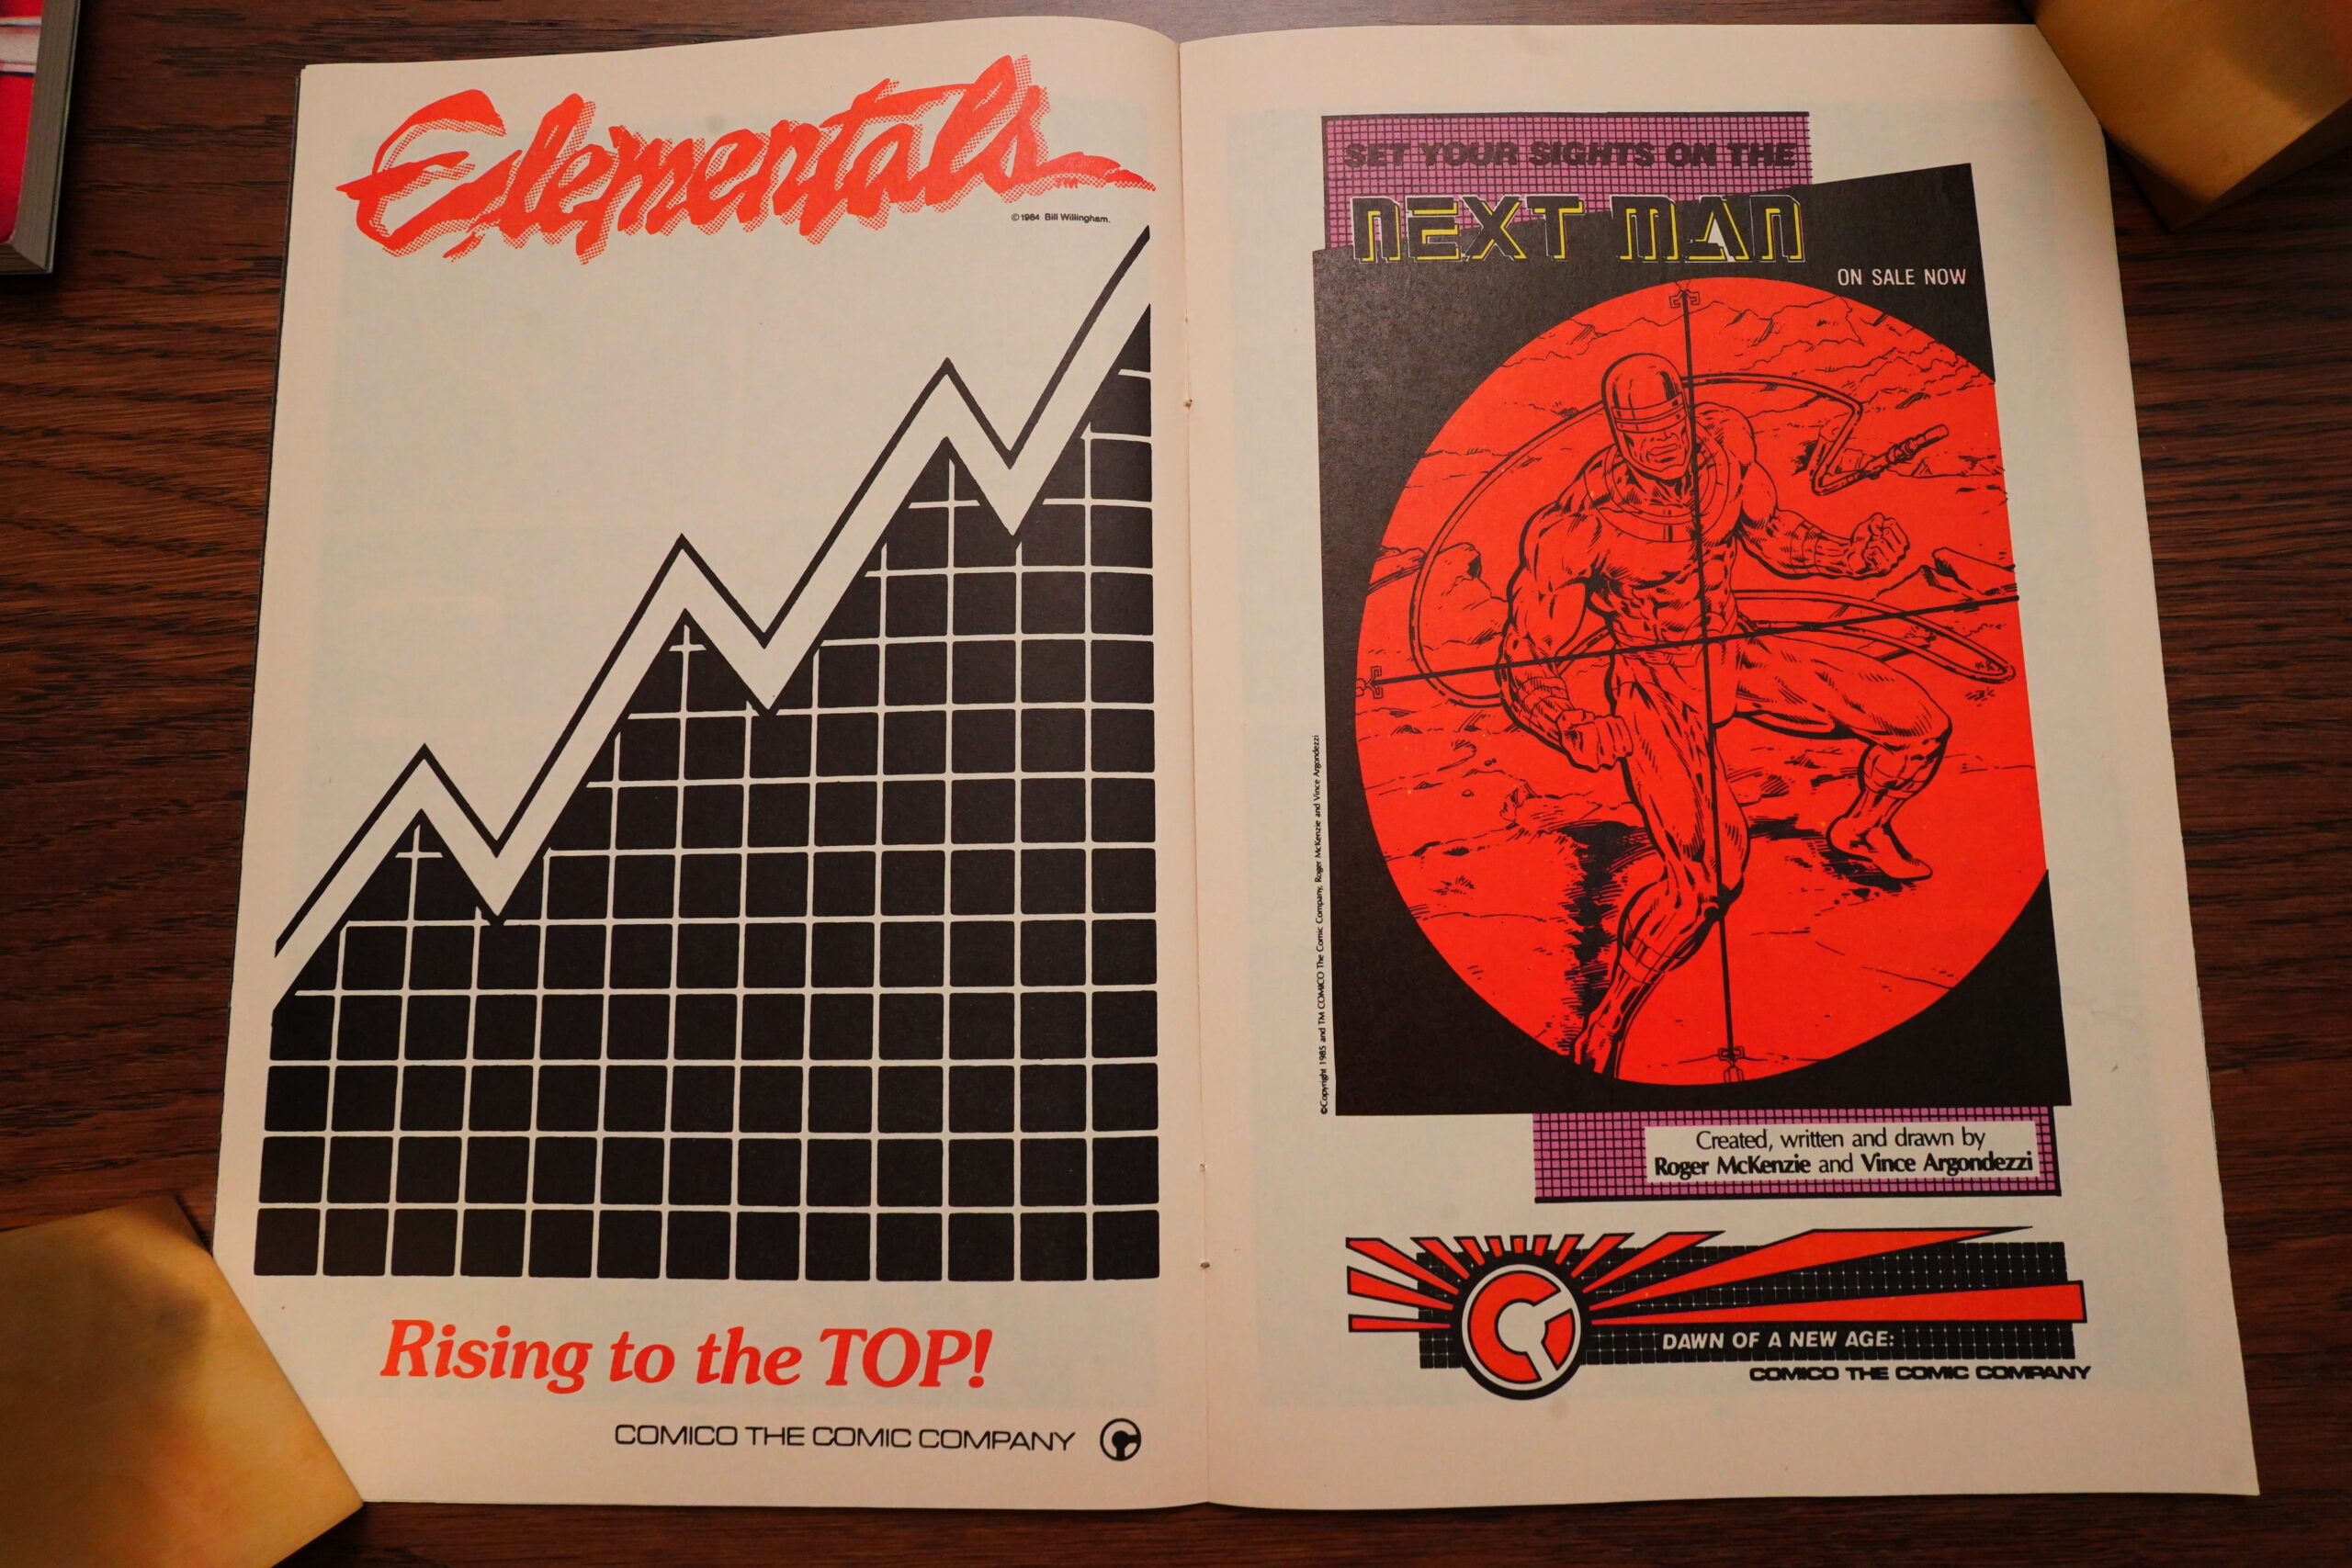 Elementals
© 1984 Bill Willingham.
Rising to the TOP!
COMICO THE COMIC COMPANY
SET YOUR SIGHTS ON THE
NEXT MAN
ON SALE NOW
©Copyright 1985 and TM COMICO The Comic Company, Roger McKenzie and Vince Argondezzi
Created, written and drawn by
Roger McKenzie and Vince Argondezzi
DAWN OF A NEW AGE:
COMICO THE COMIC COMPANY